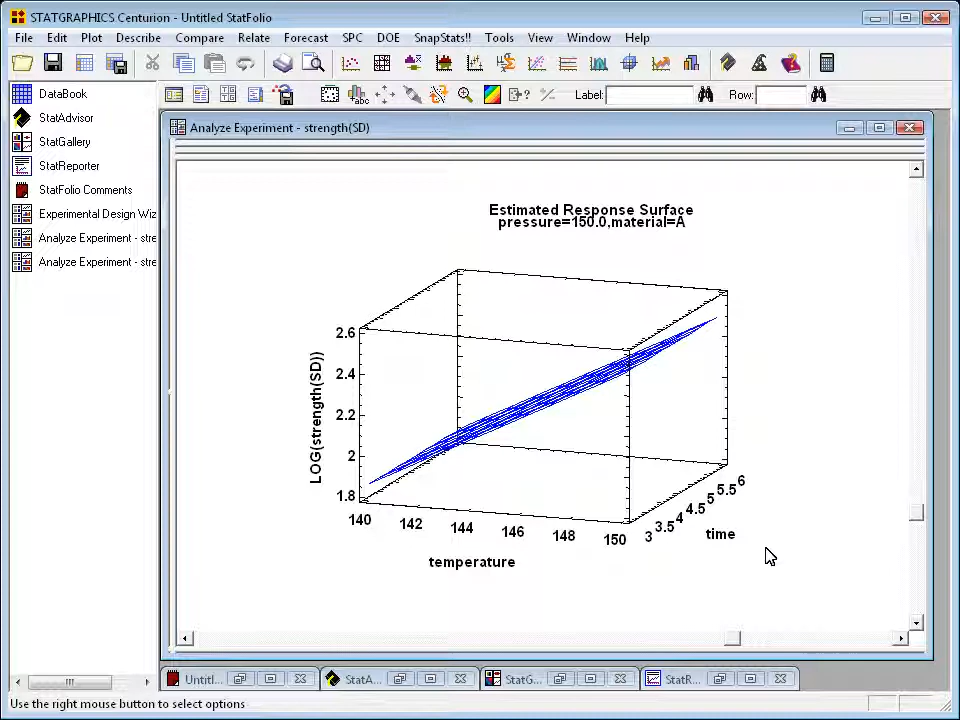 STATGRAPHICS Centurion - Untitled StatFolio
File Edit Plot Describe Compare Relate Forecast SPC DOE SnapStats!! Tools View Window Help
Label: Row:
DataBook
StatAdvisor
StatGallery
StatReporter
StatFolio Comments
Experimental Design Wiz
Analyze Experiment - stre
Analyze Experiment - stre
Analyze Experiment - strength(SD)
Estimated Response Surface
pressure=150.0,material=A
2.6
2.4
2.2
2
1.8
LOG(strength(SD))
140 142 144 146 148 150
temperature
3 3.5 4 4.5 5 5.5 6
time
Untitl... StatA... StatG... StatR...
Use the right mouse button to select options